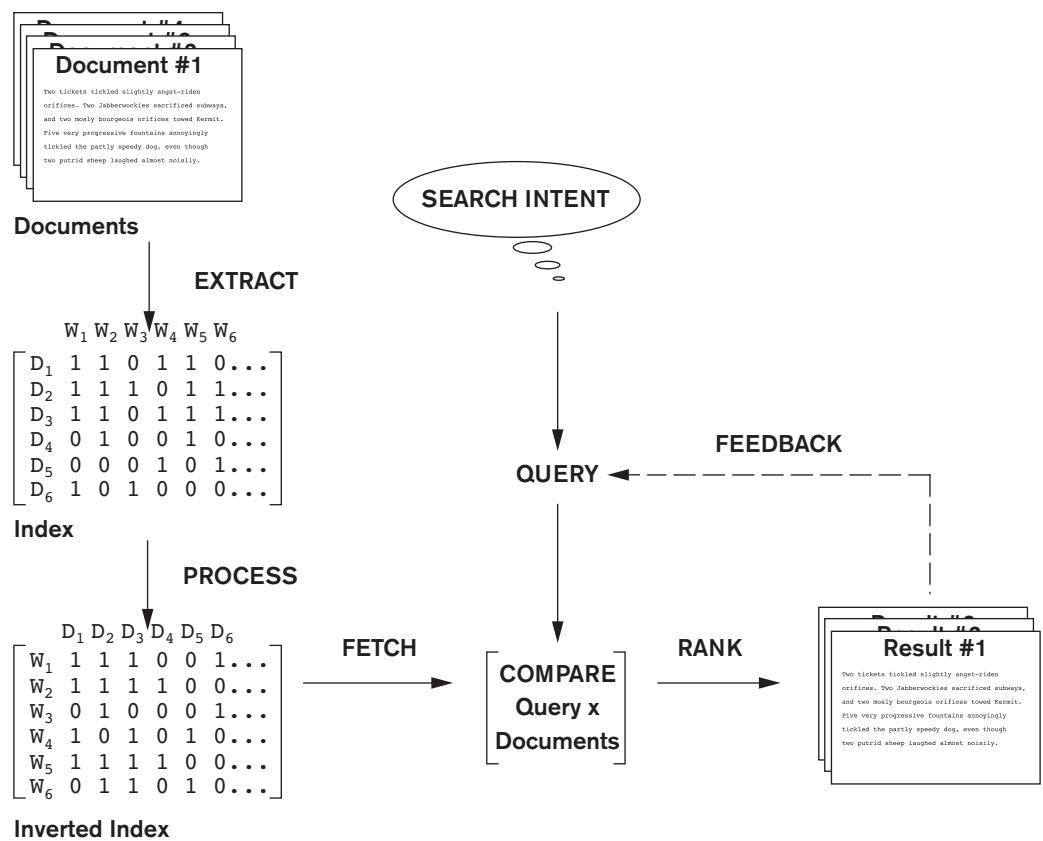 Document #1
Two tickets tickled slightly angst-riden
orifices. Two Jabberwockies sacrificed subways,
and two mosly bourgeois orifices towed Kermit.
Five very progressive fountains annoyingly
tickled the partly speedy dog, even though
two putrid sheep laughed almost noisily.
Documents
EXTRACT
W1 W2 W3 W4 W5 W6
D1 1 1 0 1 1 0...
D2 1 1 1 0 1 1...
D3 1 1 0 1 1 1...
D4 0 1 0 0 1 0...
D5 0 0 0 1 0 1...
D6 1 0 1 0 0 0...
Index
PROCESS
D1 D2 D3 D4 D5 D6
W1 1 1 1 0 0 1...
W2 1 1 1 1 0 0...
W3 0 1 0 0 0 1...
W4 1 0 1 0 1 0...
W5 1 1 1 1 0 0...
W6 0 1 1 0 1 0...
Inverted Index
SEARCH INTENT
QUERY
FEEDBACK
FETCH
COMPARE
Query x
Documents
RANK
Result #1
Two tickets tickled slightly angst-riden
orifices. Two Jabberwockies sacrificed subways,
and two mosly bourgeois orifices towed Kermit.
Five very progressive fountains annoyingly
tickled the partly speedy dog, even though
two putrid sheep laughed almost noisily.